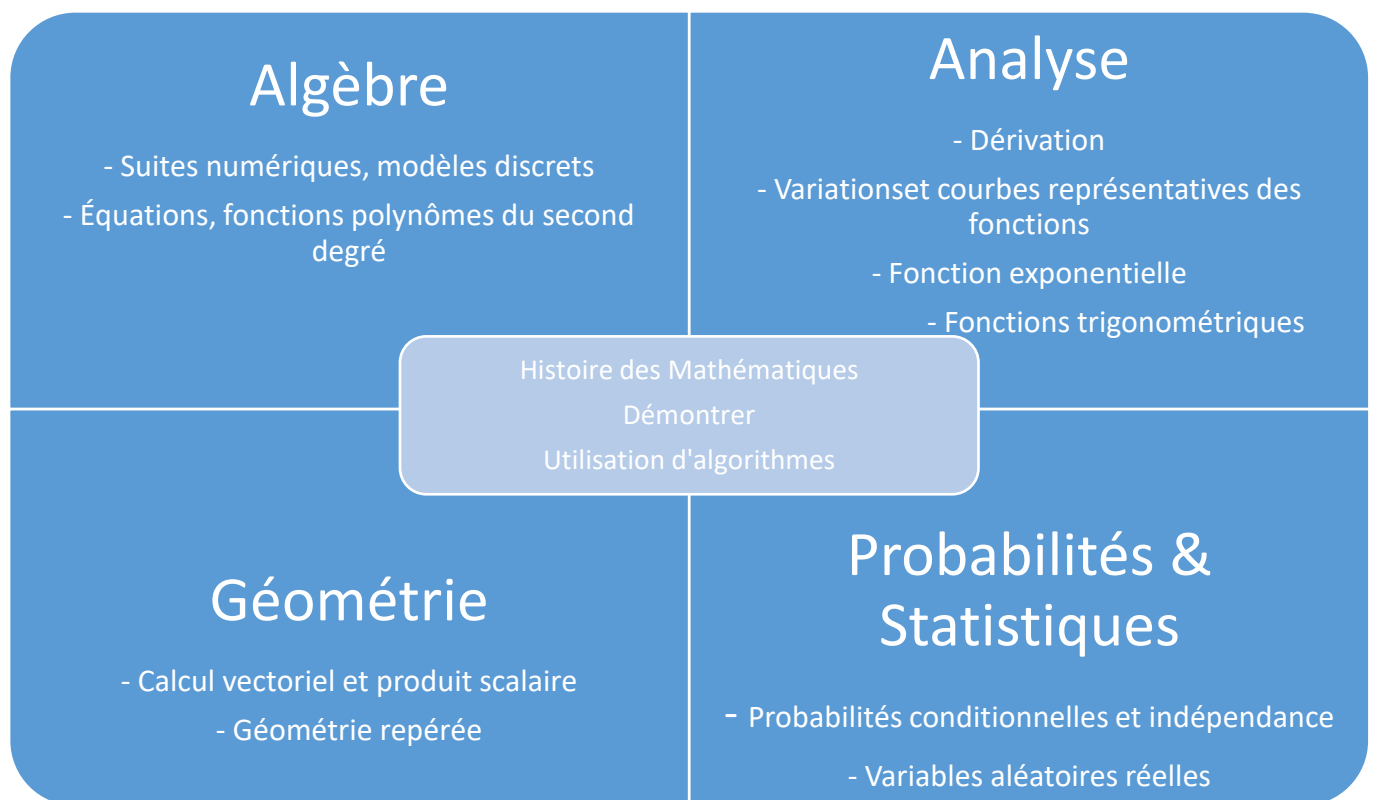 Algèbre
- Suites numériques, modèles discrets
- Équations, fonctions polynômes du second
degré
Analyse
- Dérivation
- Variationset courbes représentatives des
fonctions
- Fonction exponentielle
- Fonctions trigonométriques
Histoire des Mathématiques
Démontrer
Utilisation d'algorithmes
Géométrie
- Calcul vectoriel et produit scalaire
- Géométrie repérée
Probabilités &
Statistiques
- Probabilités conditionnelles et indépendance
- Variables aléatoires réelles